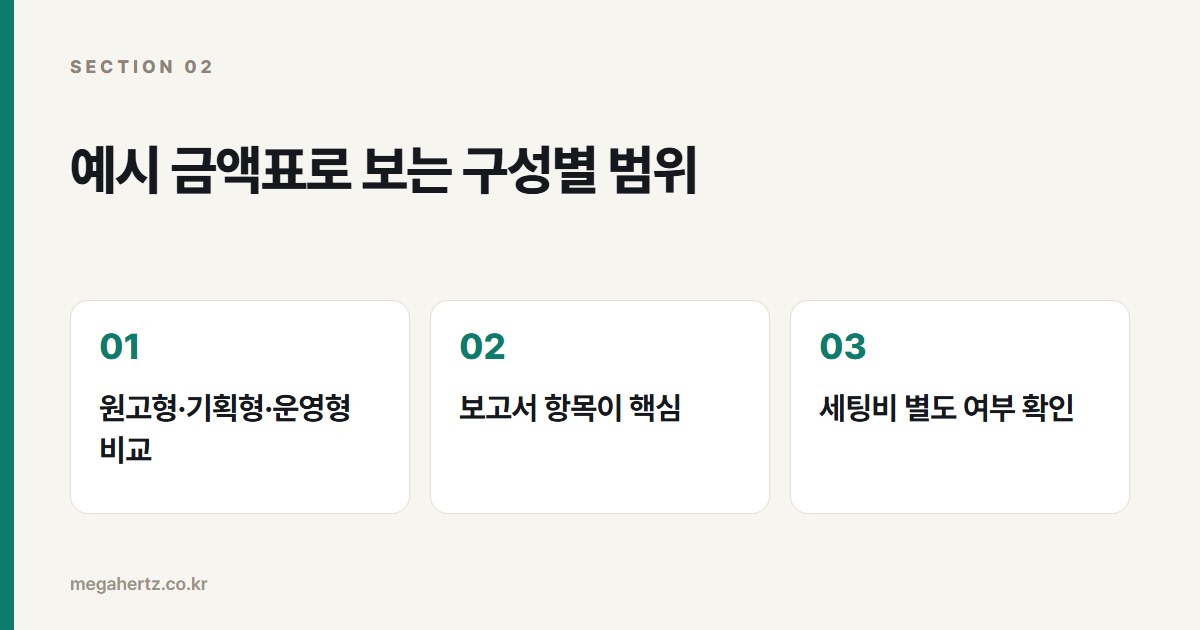 SECTION 02
예시 금액표로 보는 구성별 범위
01
원고형·기획형·운영형
비교
02
보고서 항목이 핵심
03
세팅비 별도 여부 확인
megahertz.co.kr